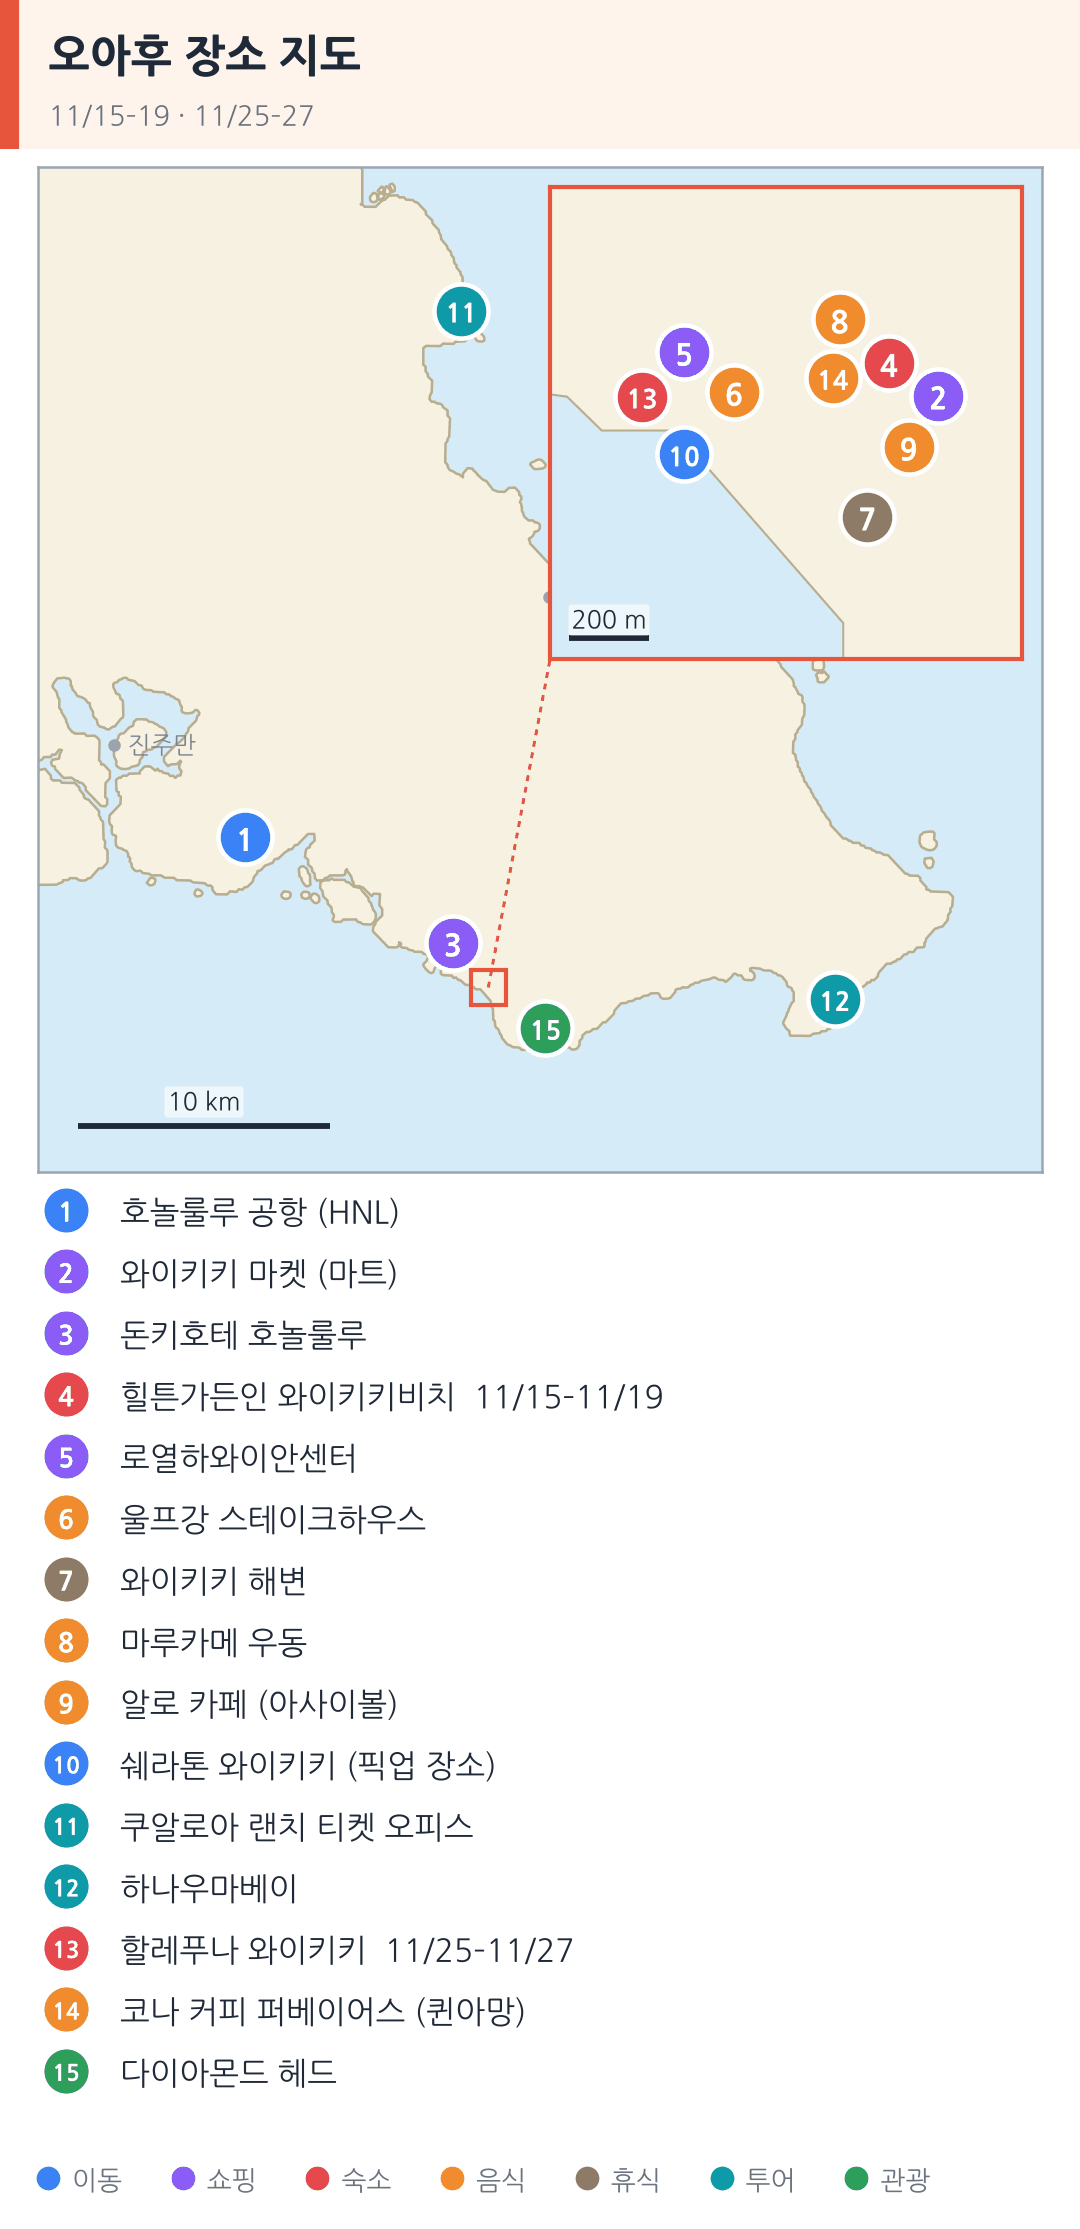 오아후 장소 지도
11/15-19 · 11/25-27
11
8
5
4
14
13
6
2
10
9
7
200 m
진주만
1
3
12
15
10 km
1 호놀룰루 공항 (HNL)
2 와이키키 마켓 (마트)
3 돈키호테 호놀룰루
4 힐튼가든인 와이키키비치 11/15-11/19
5 로열하와이안센터
6 울프강 스테이크하우스
7 와이키키 해변
8 마루카메 우동
9 알로 카페 (아사이볼)
10 쉐라톤 와이키키 (픽업 장소)
11 쿠알로아 랜치 티켓 오피스
12 하나우마베이
13 할레푸나 와이키키 11/25-11/27
14 코나 커피 퍼베이어스 (퀸아망)
15 다이아몬드 헤드
이동 쇼핑 숙소 음식 휴식 투어 관광